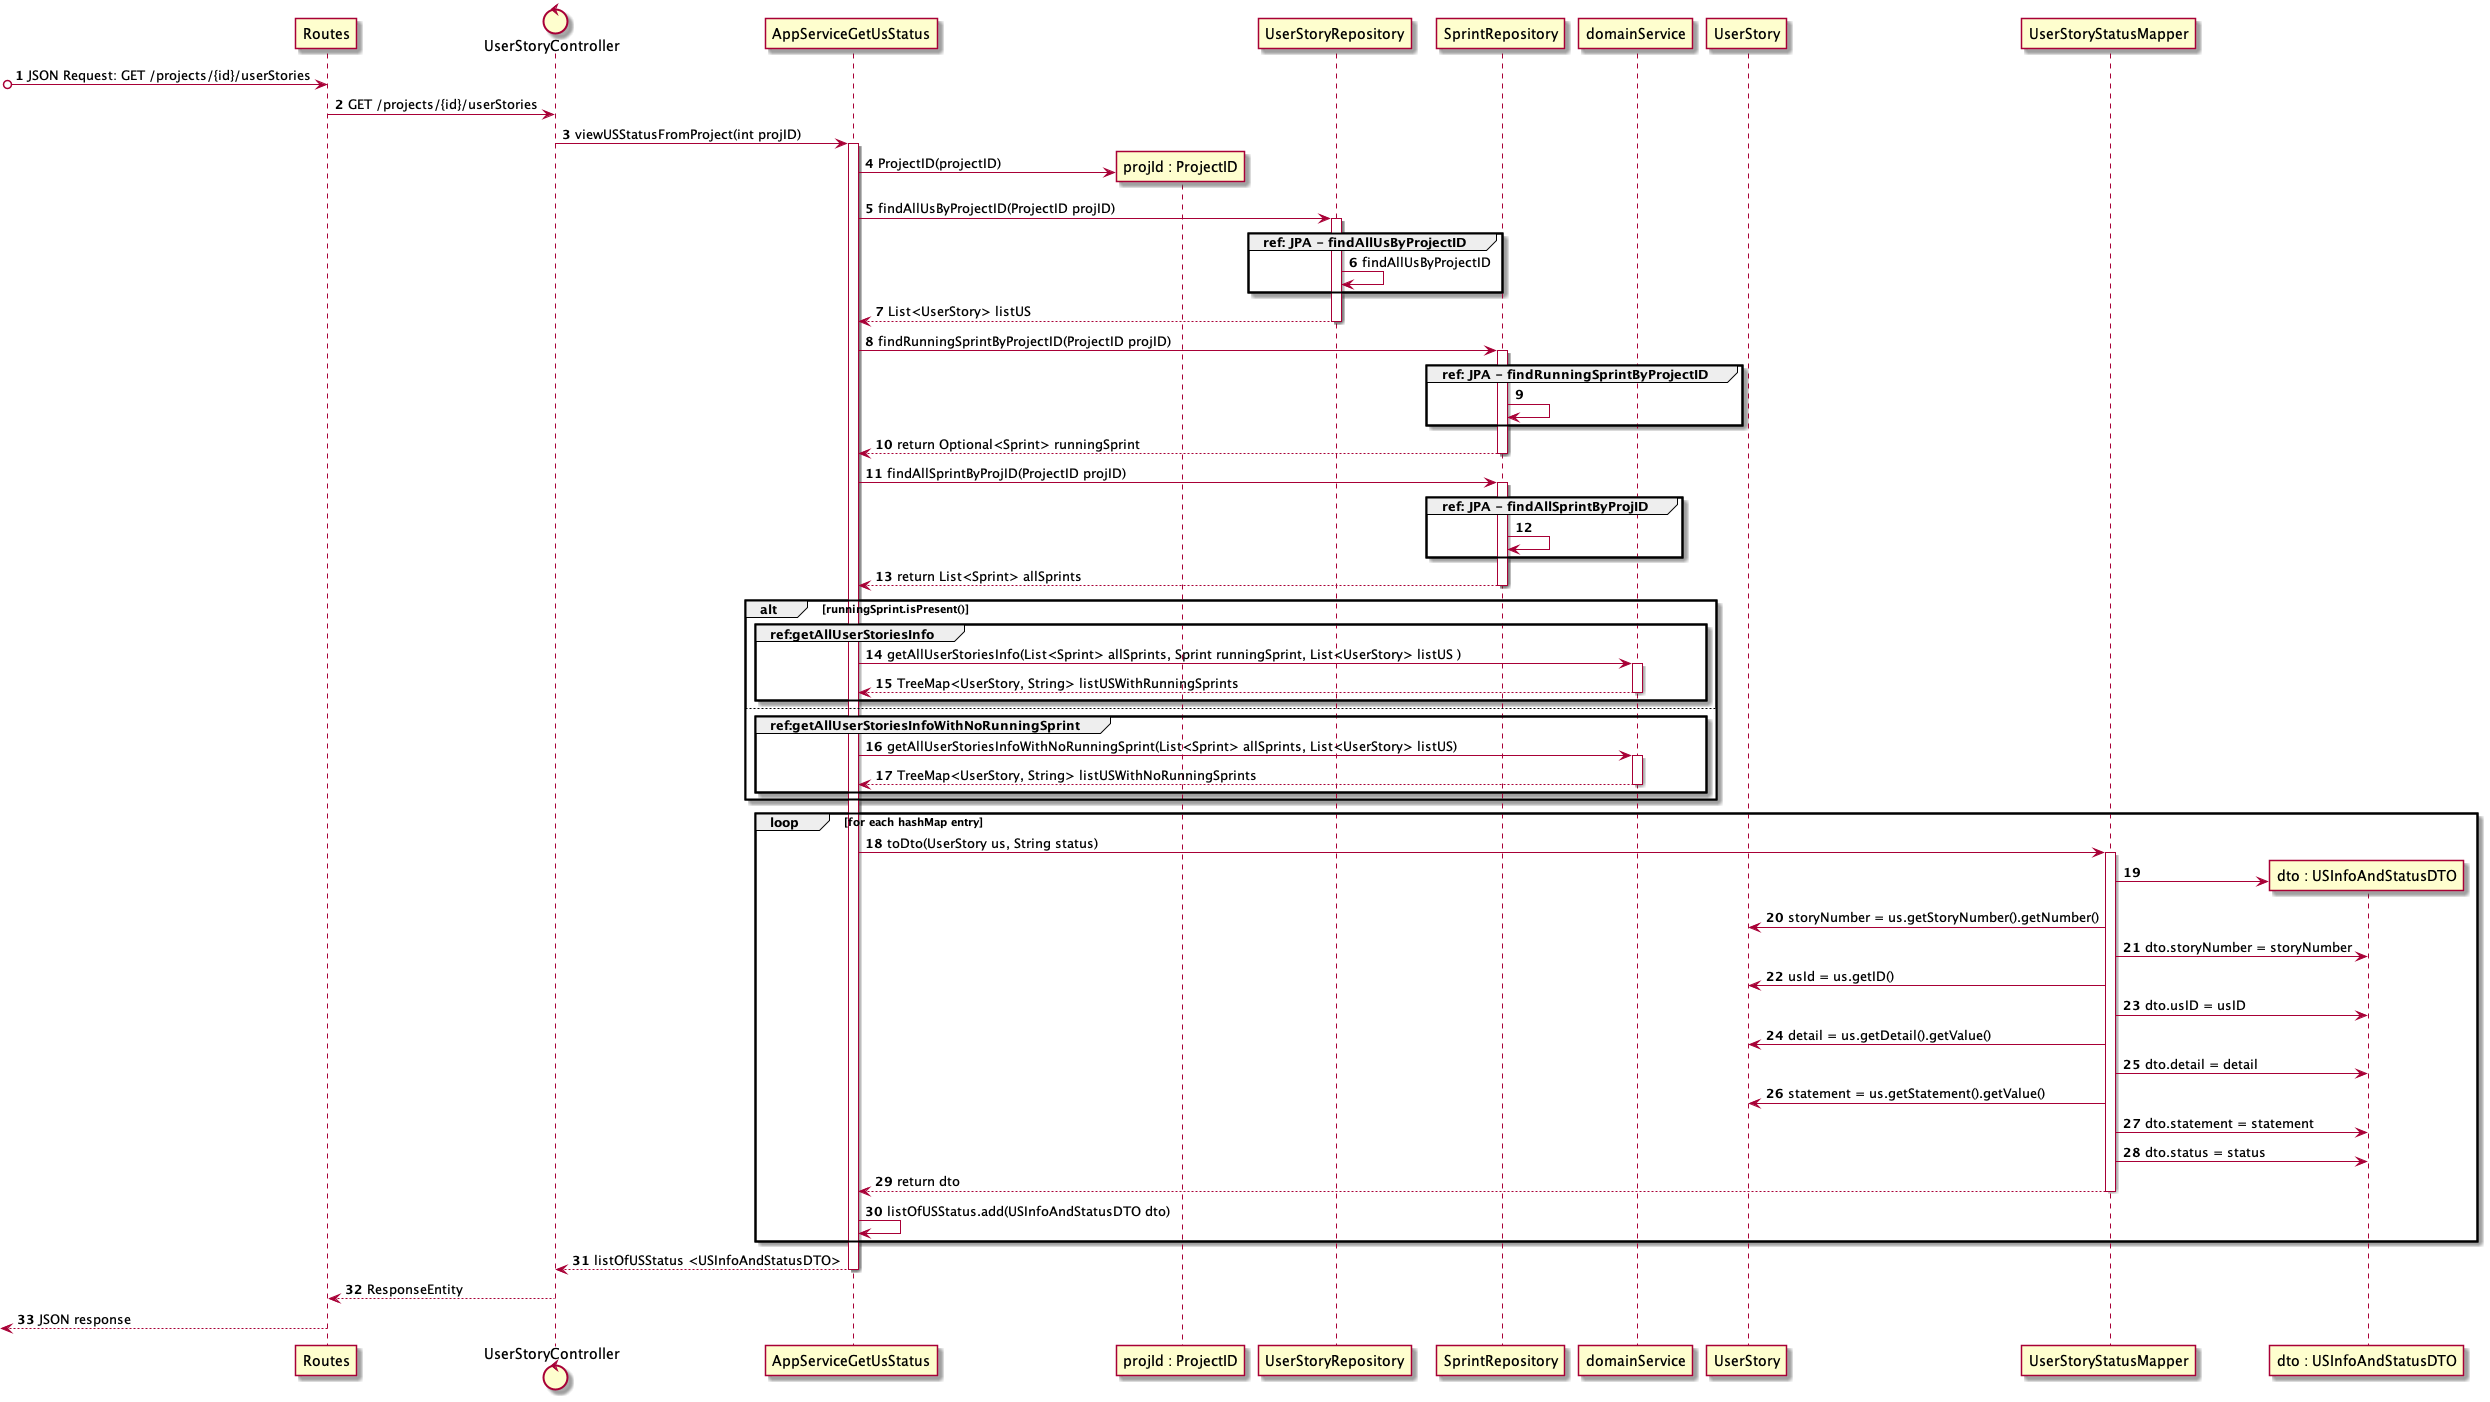 Routes
UserStoryController
AppServiceGetUsStatus
UserStoryRepository
SprintRepository
domainService
UserStory
UserStoryStatusMapper
1 JSON Request: GET /projects/{id}/userStories
2 GET /projects/{id}/userStories
3 viewUSStatusFromProject(int projID)
4 ProjectID(projectID)
projId : ProjectID
5 findAllUsByProjectID(ProjectID projID)
ref: JPA - findAllUsByProjectID
6 findAllUsByProjectID
7 List<UserStory> listUS
8 findRunningSprintByProjectID(ProjectID projID)
ref: JPA - findRunningSprintByProjectID
9
10 return Optional<Sprint> runningSprint
11 findAllSprintByProjID(ProjectID projID)
ref: JPA - findAllSprintByProjID
12
13 return List<Sprint> allSprints
alt [runningSprint.isPresent()]
ref:getAllUserStoriesInfo
14 getAllUserStoriesInfo(List<Sprint> allSprints, Sprint runningSprint, List<UserStory> listUS )
15 TreeMap<UserStory, String> listUSWithRunningSprints
ref:getAllUserStoriesInfoWithNoRunningSprint
16 getAllUserStoriesInfoWithNoRunningSprint(List<Sprint> allSprints, List<UserStory> listUS)
17 TreeMap<UserStory, String> listUSWithNoRunningSprints
loop [for each hashMap entry]
18 toDto(UserStory us, String status)
19
dto : USInfoAndStatusDTO
20 storyNumber = us.getStoryNumber().getNumber()
21 dto.storyNumber = storyNumber
22 usId = us.getID()
23 dto.usID = usID
24 detail = us.getDetail().getValue()
25 dto.detail = detail
26 statement = us.getStatement().getValue()
27 dto.statement = statement
28 dto.status = status
29 return dto
30 listOfUSStatus.add(USInfoAndStatusDTO dto)
31 listOfUSStatus <USInfoAndStatusDTO>
32 ResponseEntity
33 JSON response
Routes
UserStoryController
AppServiceGetUsStatus
projId : ProjectID
UserStoryRepository
SprintRepository
domainService
UserStory
UserStoryStatusMapper
dto : USInfoAndStatusDTO